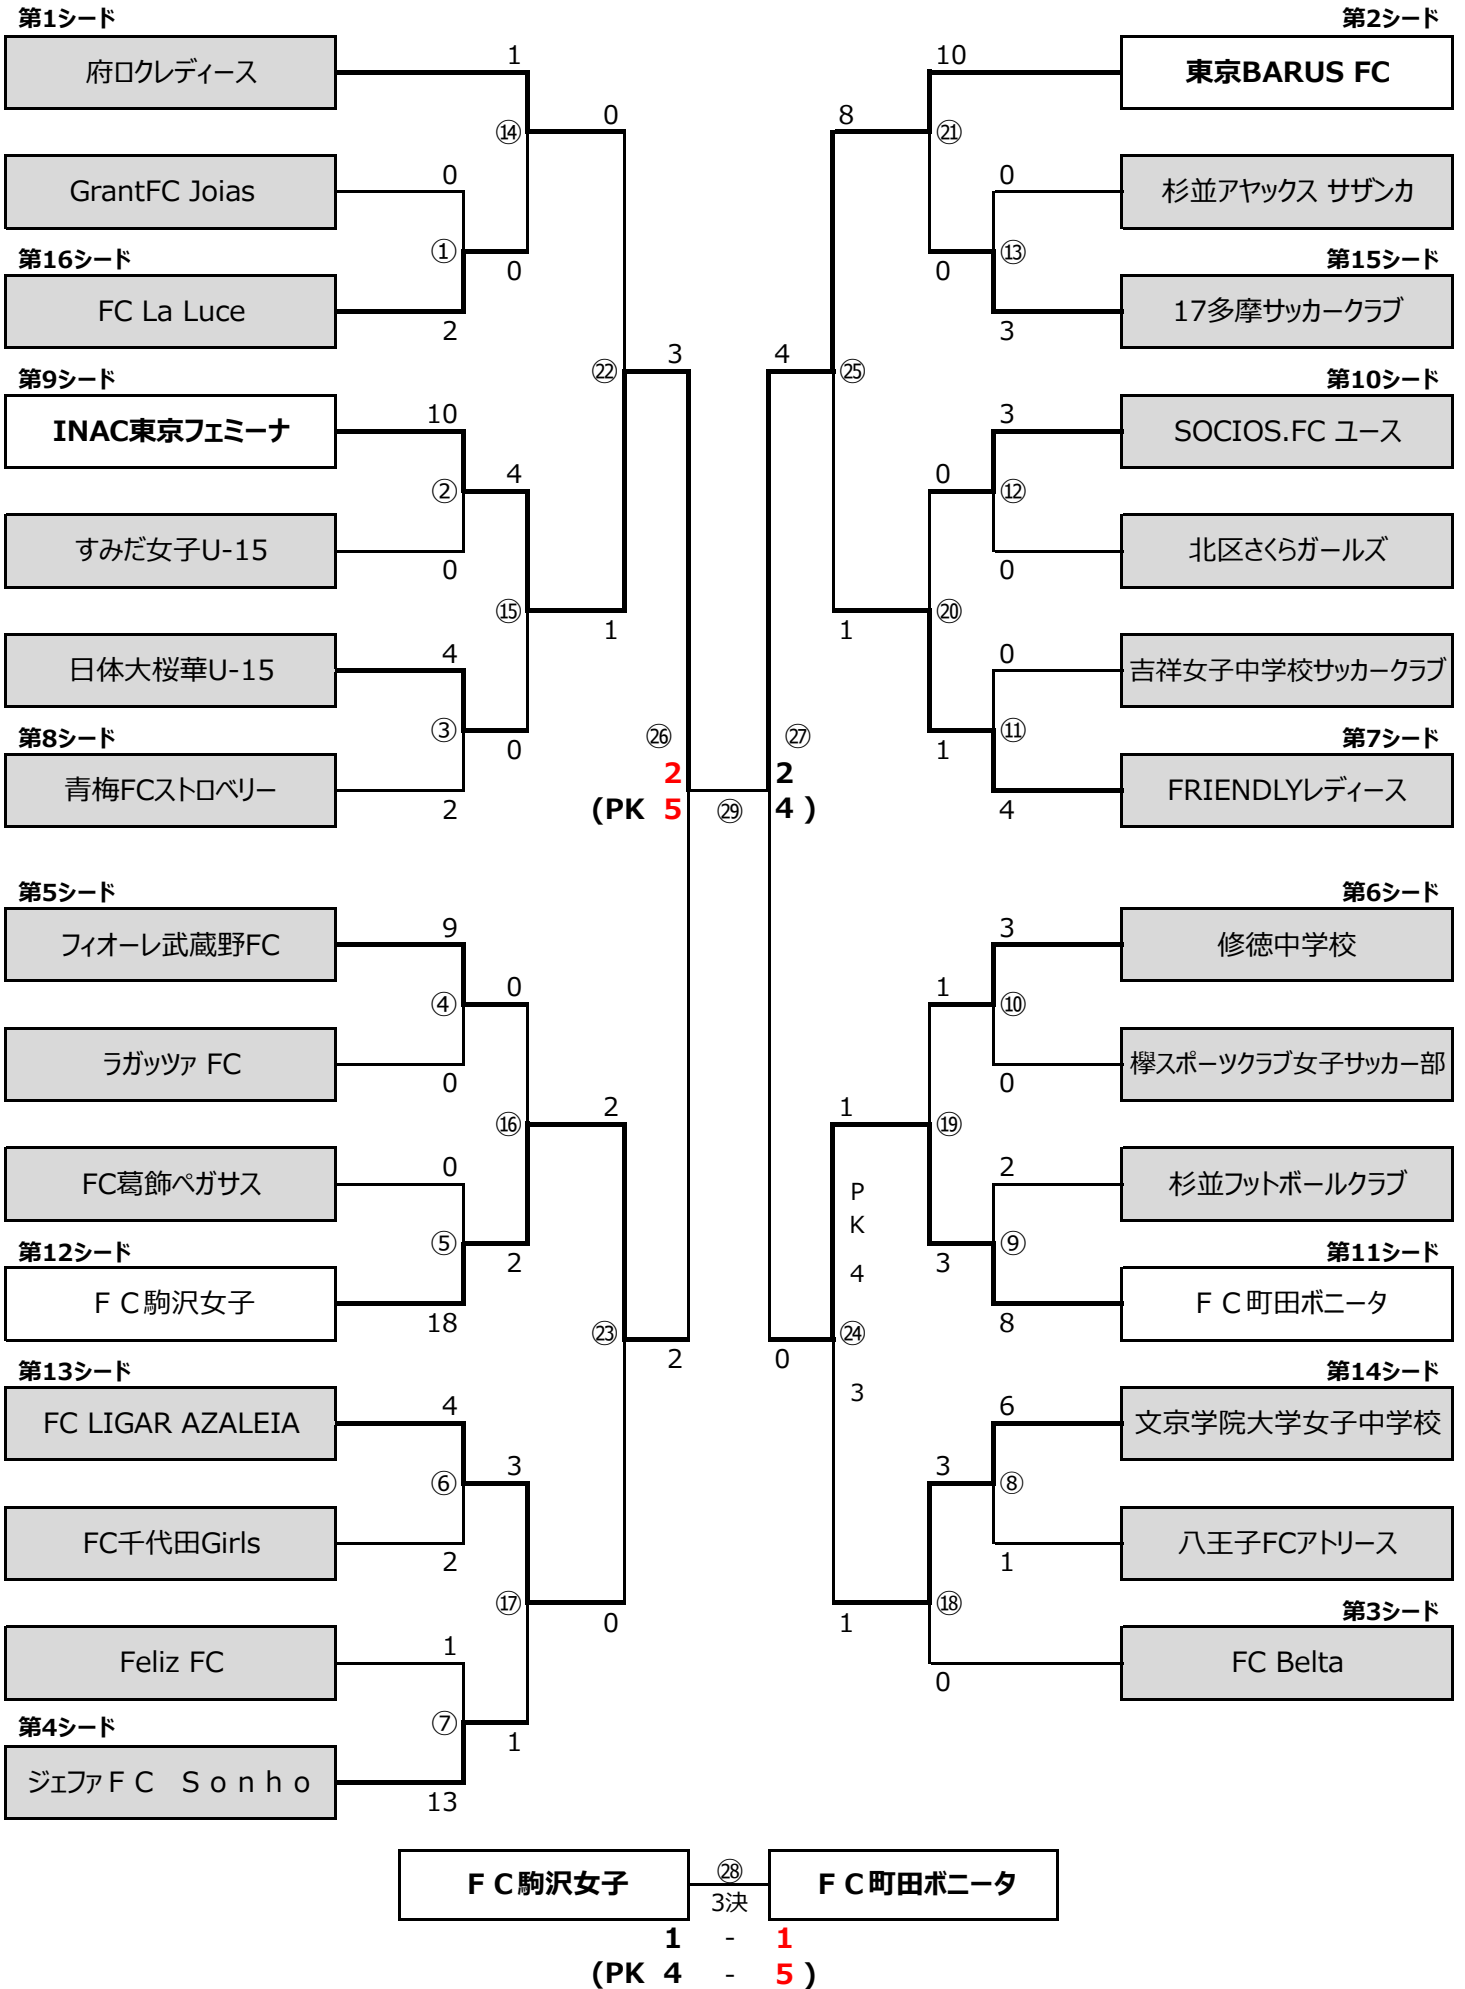 第1シード
府ロクレディース
1
⑭
0
GrantFC Joias
0
①
0
第16シード
FC La Luce
2
㉒
3
第9シード
INAC東京フェミーナ
10
②
4
すみだ女子U-15
0
⑮
1
日体大桜華U-15
4
③
0
第8シード
青梅FCストロベリー
2
㉖
2
(PK 5
㉙
㉗
2
4 )
第5シード
フィオーレ武蔵野FC
9
④
0
ラガッツァ FC
0
⑯
2
FC葛飾ペガサス
0
⑤
2
第12シード
ＦＣ駒沢女子
18
㉓
2
第13シード
FC LIGAR AZALEIA
4
⑥
3
FC千代田Girls
2
⑰
0
Feliz FC
1
⑦
1
第4シード
ジェファＦＣ　Ｓｏｎｈｏ
13
第2シード
10
東京BARUS FC
8
㉑
0
杉並アヤックス サザンカ
⑬
0
第15シード
3
17多摩サッカークラブ
4
㉕
第10シード
3
SOCIOS.FC ユース
0
⑫
0
北区さくらガールズ
1
⑳
0
吉祥女子中学校サッカークラブ
⑪
1
第7シード
4
FRIENDLYレディース
第6シード
3
修徳中学校
1
⑩
0
欅スポーツクラブ女子サッカー部
1
⑲
2
杉並フットボールクラブ
P
K
4
3
⑨
3
第11シード
8
ＦＣ町田ボニータ
0
㉔
第14シード
6
文京学院大学女子中学校
3
⑧
1
八王子FCアトリース
1
⑱
0
第3シード
FC Belta
ＦＣ駒沢女子
㉘
3決
ＦＣ町田ボニータ
1 - 1
(PK 4 - 5 )